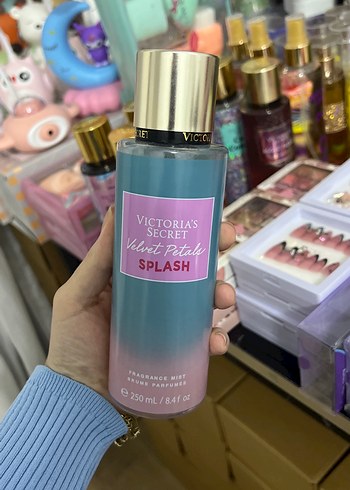 VICTORIA'S
SECRET
Velvet Petals
SPLASH
FRAGRANCE MIST
BRUME PARFUMÉE
℮ 250 mL / 8.4 fl oz